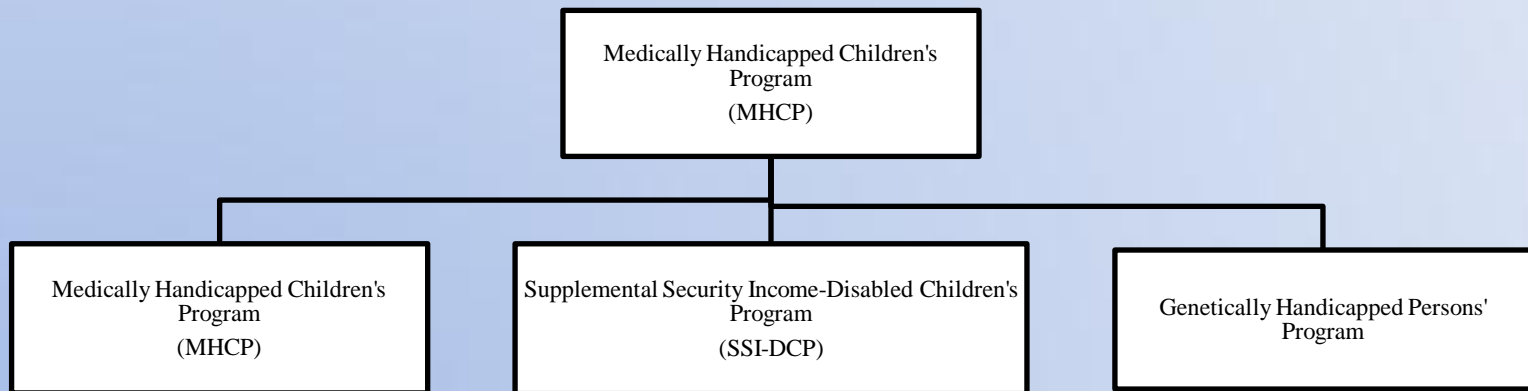 Medically Handicapped Children's
Program
(MHCP)
Medically Handicapped Children's
Program
(MHCP)
Supplemental Security Income-Disabled Children's
Program
(SSI-DCP)
Genetically Handicapped Persons'
Program